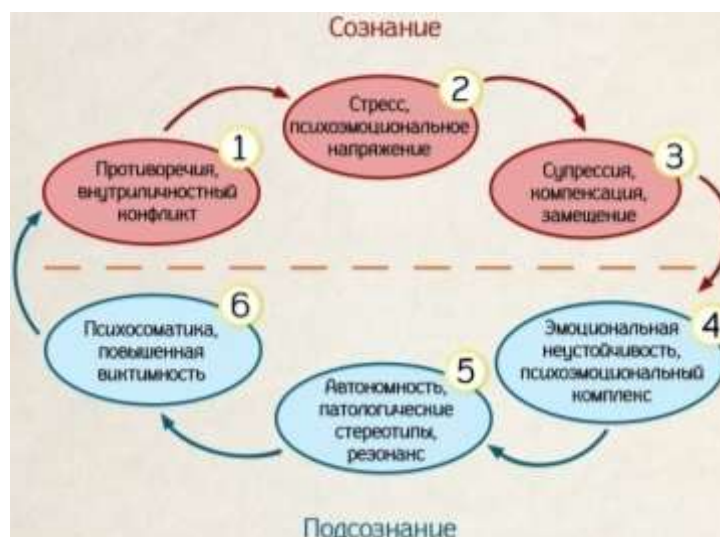 Сознание
1
Противоречия,
внутриличностный
конфликт
2
Стресс,
психоэмоциональное
напряжение
3
Супрессия,
компенсация,
замещение
4
Эмоциональная
неустойчивость,
психоэмоциональный
комплекс
5
Автономность,
патологические
стереотипы,
резонанс
6
Психосоматика,
повышенная
виктимность
Подсознание